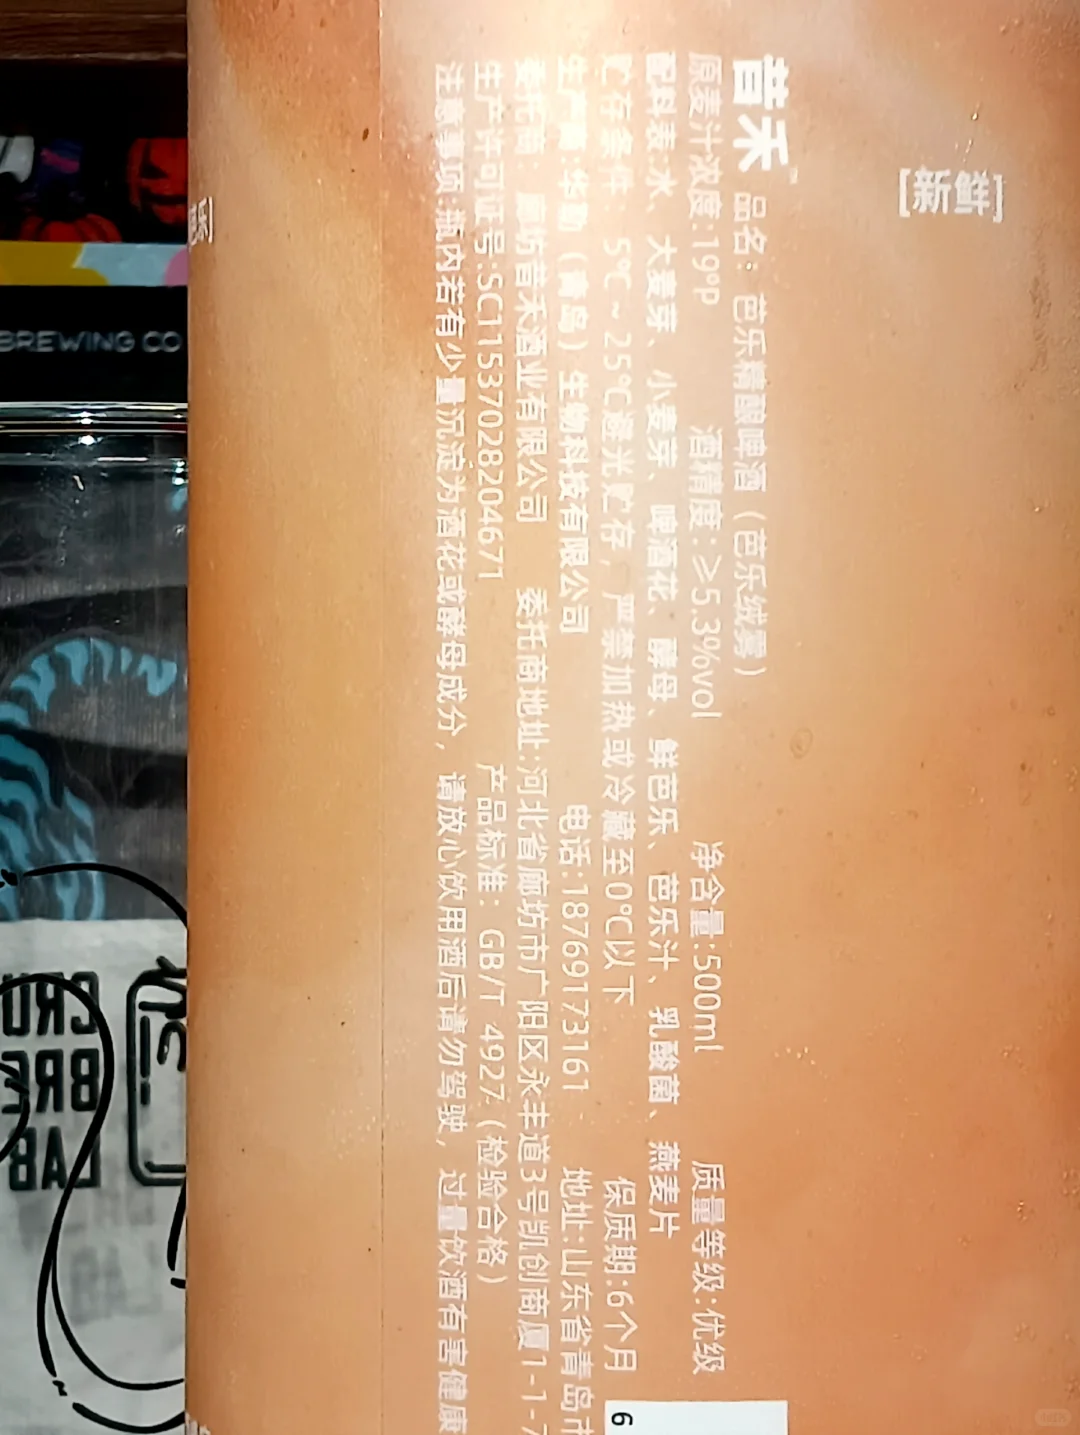 [新鲜]
昔禾™ 品名：芭乐精酿啤酒（芭乐绒雾）
原麦汁浓度:19°P 酒精度:≥5.3%vol 净含量:500ml 质量等级:优级
配料表:水、大麦芽、小麦芽、啤酒花、酵母、鲜芭乐、芭乐汁、乳酸菌、燕麦片
贮存条件：5℃~25℃避光贮存，严禁加热或冷藏至0℃以下 保质期:6个月
生产商:华勤（青岛）生物科技有限公司 电话:18769173161 地址:山东省青岛市
委托商：廊坊昔禾酒业有限公司 委托商地址:河北省廊坊市广阳区永丰道3号凯创商厦1-1-7
生产许可证号:SC11537028204671 产品标准：GB/T 4927（检验合格）
注意事项:瓶内若有少量沉淀为酒花或酵母成分，请放心饮用酒后请勿驾驶，过量饮酒有害健康
6
BREWING CO
CRU
BRE
LAB